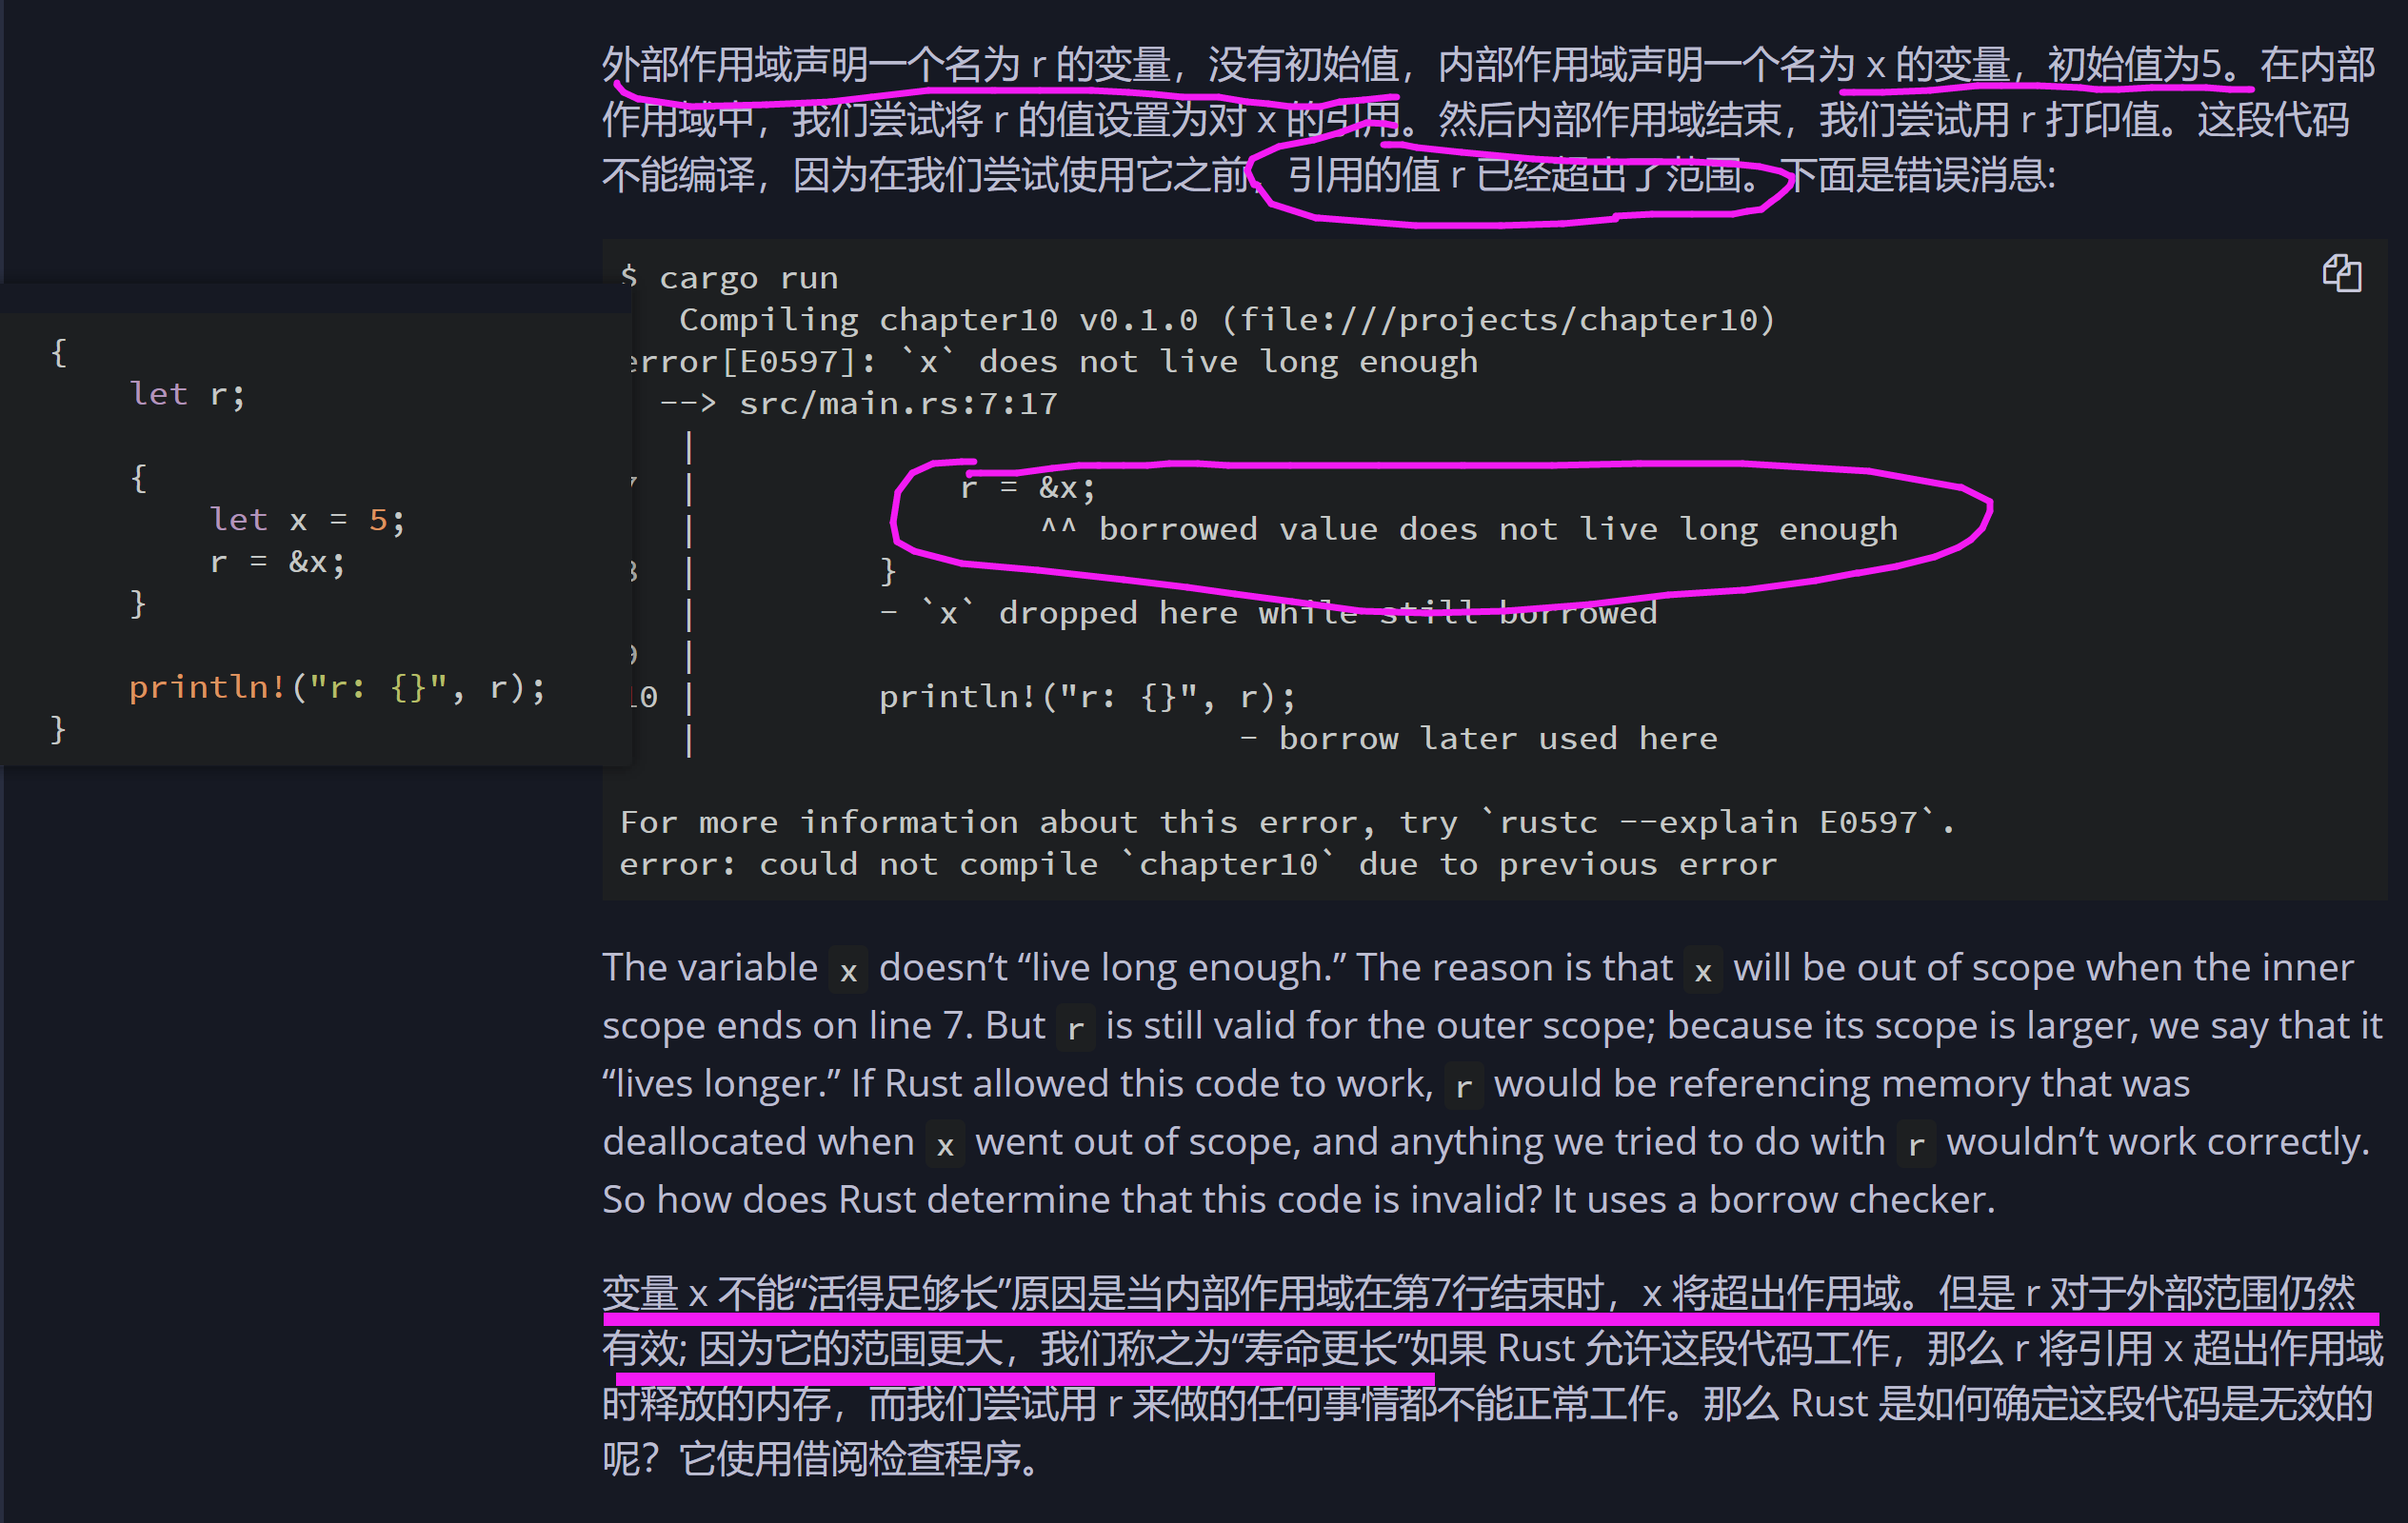 外部作用域声明一个名为 r 的变量，没有初始值，内部作用域声明一个名为 x 的变量，初始值为5。在内部
作用域中，我们尝试将 r 的值设置为对 x 的引用。然后内部作用域结束，我们尝试用 r 打印值。这段代码
不能编译，因为在我们尝试使用它之前，引用的值 r 已经超出了范围。下面是错误消息:
{
let r;
{
let x = 5;
r = &x;
}
println!("r: {}", r);
}
$ cargo run
Compiling chapter10 v0.1.0 (file:///projects/chapter10)
error[E0597]: `x` does not live long enough
--> src/main.rs:7:17
|
7 | r = &x;
| ^^ borrowed value does not live long enough
8 | }
| - `x` dropped here while still borrowed
9 |
10 | println!("r: {}", r);
| - borrow later used here
For more information about this error, try `rustc --explain E0597`.
error: could not compile `chapter10` due to previous error
The variable x doesn’t “live long enough.” The reason is that x will be out of scope when the inner
scope ends on line 7. But r is still valid for the outer scope; because its scope is larger, we say that it
“lives longer.” If Rust allowed this code to work, r would be referencing memory that was
deallocated when x went out of scope, and anything we tried to do with r wouldn’t work correctly.
So how does Rust determine that this code is invalid? It uses a borrow checker.
变量 x 不能“活得足够长”原因是当内部作用域在第7行结束时，x 将超出作用域。但是 r 对于外部范围仍然
有效; 因为它的范围更大，我们称之为“寿命更长”如果 Rust 允许这段代码工作，那么 r 将引用 x 超出作用域
时释放的内存，而我们尝试用 r 来做的任何事情都不能正常工作。那么 Rust 是如何确定这段代码是无效的
呢？它使用借阅检查程序。